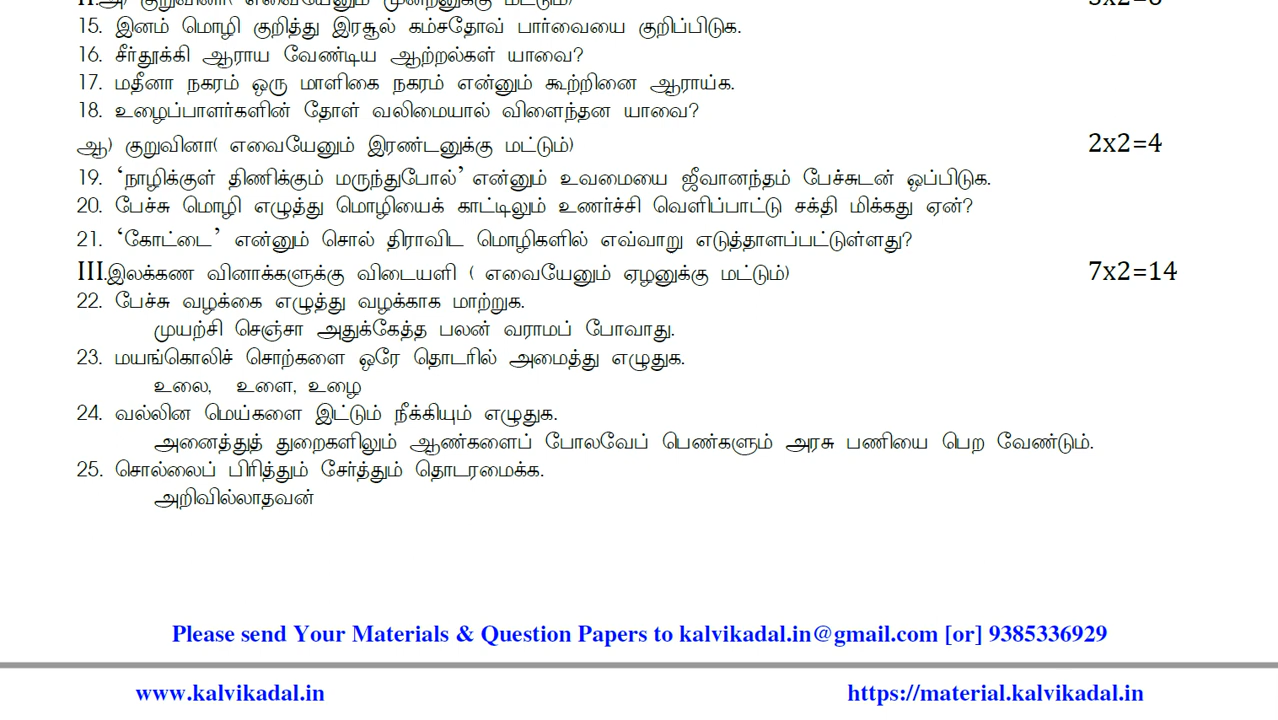 II.அ) குறுவினா( எவையேனும் மூன்றனுக்கு மட்டும்) 3x2=6
15. இனம் மொழி குறித்து இரசூல் கம்சதோவ் பார்வையை குறிப்பிடுக.
16. சீர்தூக்கி ஆராய வேண்டிய ஆற்றல்கள் யாவை?
17. மதீனா நகரம் ஒரு மாளிகை நகரம் என்னும் கூற்றினை ஆராய்க.
18. உழைப்பாளர்களின் தோள் வலிமையால் விளைந்தன யாவை?
ஆ) குறுவினா( எவையேனும் இரண்டனுக்கு மட்டும்) 2x2=4
19. ‘நாழிக்குள் திணிக்கும் மருந்துபோல்’ என்னும் உவமையை ஜீவானந்தம் பேச்சுடன் ஒப்பிடுக.
20. பேச்சு மொழி எழுத்து மொழியைக் காட்டிலும் உணர்ச்சி வெளிப்பாட்டு சக்தி மிக்கது ஏன்?
21. ‘கோட்டை’ என்னும் சொல் திராவிட மொழிகளில் எவ்வாறு எடுத்தாளப்பட்டுள்ளது?
III.இலக்கண வினாக்களுக்கு விடையளி ( எவையேனும் ஏழனுக்கு மட்டும்) 7x2=14
22. பேச்சு வழக்கை எழுத்து வழக்காக மாற்றுக.
முயற்சி செஞ்சா அதுக்கேத்த பலன் வராமப் போவாது.
23. மயங்கொலிச் சொற்களை ஒரே தொடரில் அமைத்து எழுதுக.
உலை, உளை, உழை
24. வல்லின மெய்களை இட்டும் நீக்கியும் எழுதுக.
அனைத்துத் துறைகளிலும் ஆண்களைப் போலவேப் பெண்களும் அரசு பணியை பெற வேண்டும்.
25. சொல்லைப் பிரித்தும் சேர்த்தும் தொடரமைக்க.
அறிவில்லாதவன்
Please send Your Materials & Question Papers to kalvikadal.in@gmail.com [or] 9385336929
www.kalvikadal.in https://material.kalvikadal.in